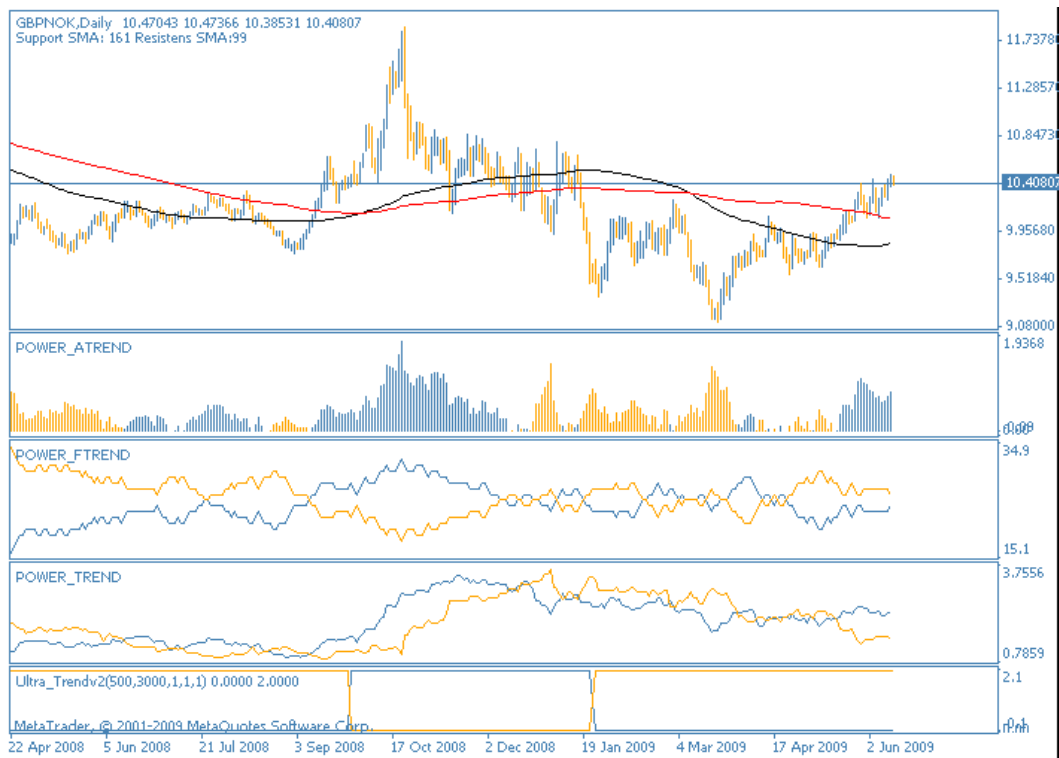 GBPNOK,Daily 10.47043 10.47366 10.38531 10.40807
Support SMA: 161 Resistens SMA:99
11.7378
11.2857
10.8473
10.40807
9.95680
9.51840
9.08000
POWER_ATREND
1.9368
0.00
POWER_FTREND
34.9
15.1
POWER_TREND
3.7556
0.7859
Ultra_Trendv2(500,3000,1,1,1) 0.0000 2.0000
2.1
-0.1
MetaTrader, © 2001-2009 MetaQuotes Software Corp.
22 Apr 2008 5 Jun 2008 21 Jul 2008 3 Sep 2008 17 Oct 2008 2 Dec 2008 19 Jan 2009 4 Mar 2009 17 Apr 2009 2 Jun 2009